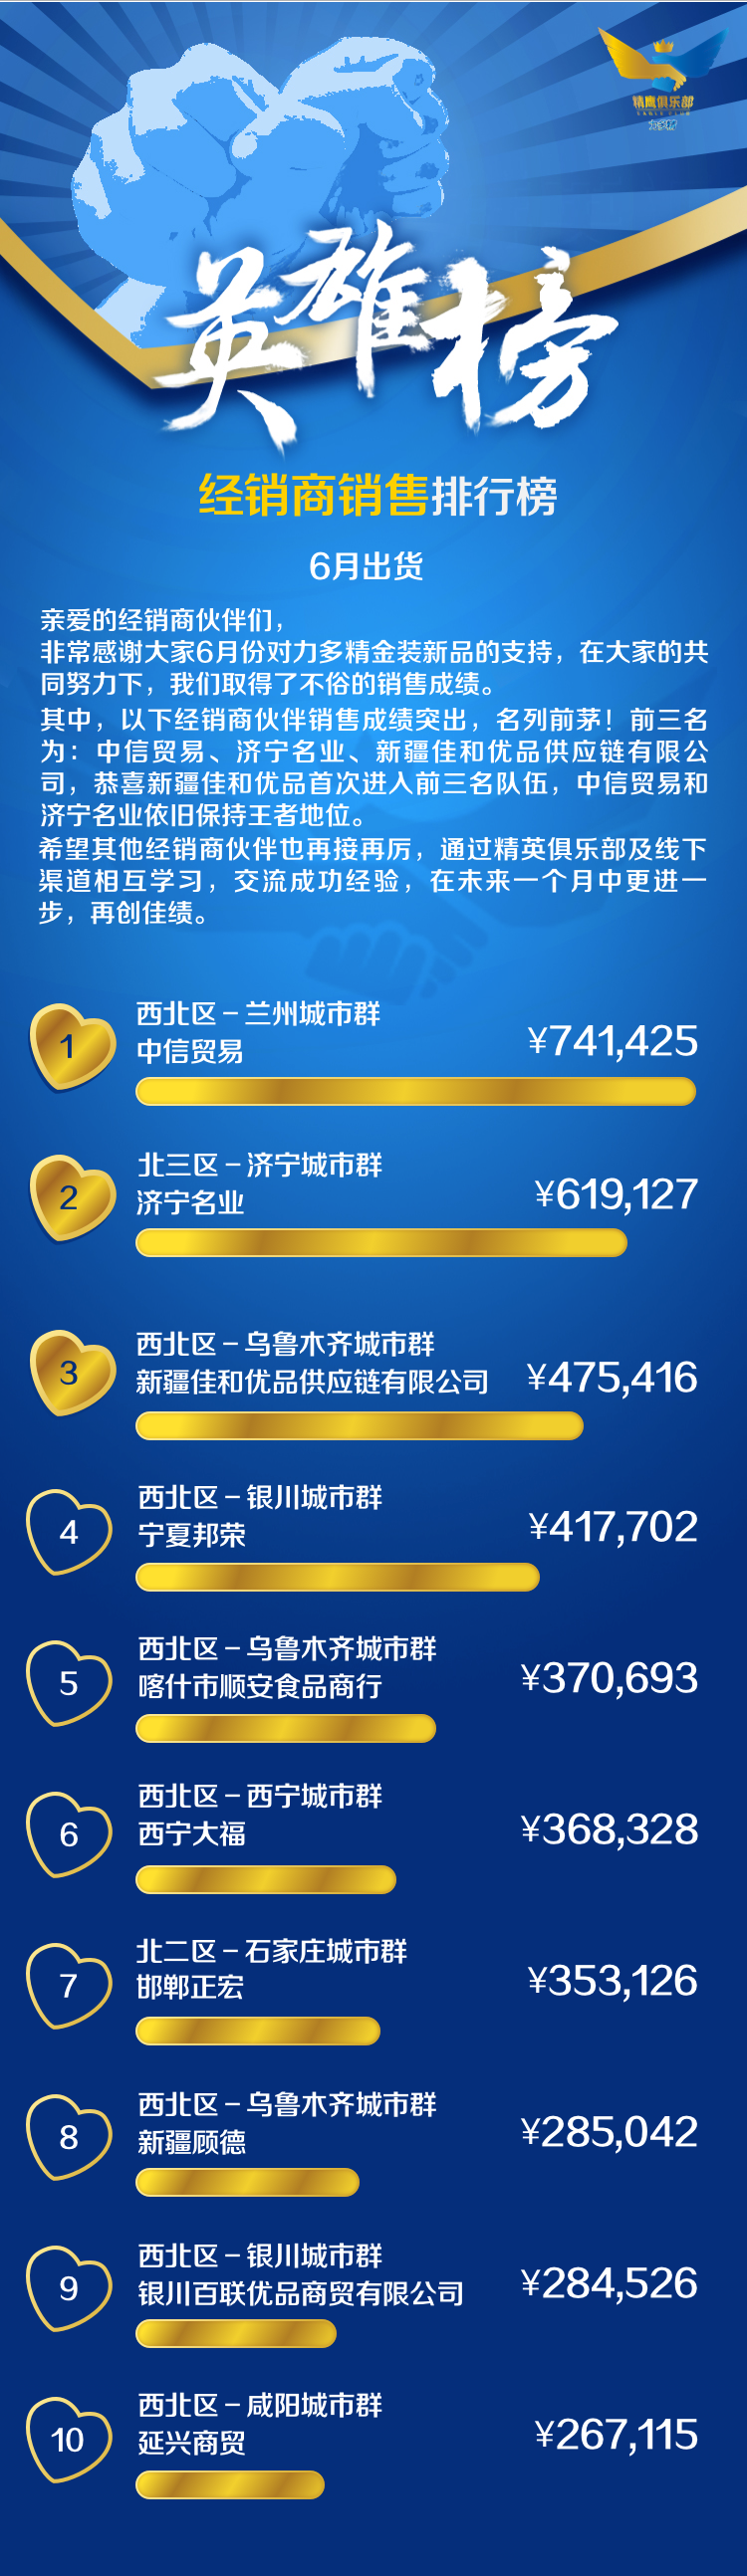 精鹰俱乐部
EAGLE CLUB
英雄榜
经销商销售排行榜
6月出货
亲爱的经销商伙伴们，
非常感谢大家6月份对力多精金装新品的支持，在大家的共
同努力下，我们取得了不俗的销售成绩。
其中，以下经销商伙伴销售成绩突出，名列前茅！前三名
为：中信贸易、济宁名业、新疆佳和优品供应链有限公
司，恭喜新疆佳和优品首次进入前三名队伍，中信贸易和
济宁名业依旧保持王者地位。
希望其他经销商伙伴也再接再厉，通过精英俱乐部及线下
渠道相互学习，交流成功经验，在未来一个月中更进一
步，再创佳绩。
1
西北区－兰州城市群
中信贸易
¥741,425
2
北三区－济宁城市群
济宁名业
¥619,127
3
西北区－乌鲁木齐城市群
新疆佳和优品供应链有限公司
¥475,416
4
西北区－银川城市群
宁夏邦荣
¥417,702
5
西北区－乌鲁木齐城市群
喀什市顺安食品商行
¥370,693
6
西北区－西宁城市群
西宁大福
¥368,328
7
北二区－石家庄城市群
邯郸正宏
¥353,126
8
西北区－乌鲁木齐城市群
新疆顾德
¥285,042
9
西北区－银川城市群
银川百联优品商贸有限公司
¥284,526
10
西北区－咸阳城市群
延兴商贸
¥267,115